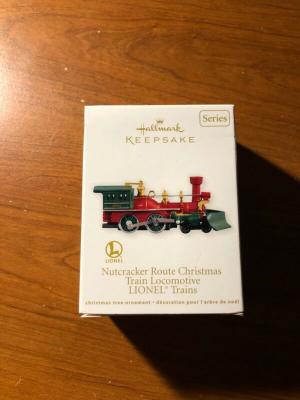 Series
Hallmark
KEEPSAKE
LIONEL
Nutcracker Route Christmas
Train Locomotive
LIONEL® Trains
christmas tree ornament • décoration pour l'arbre de noël